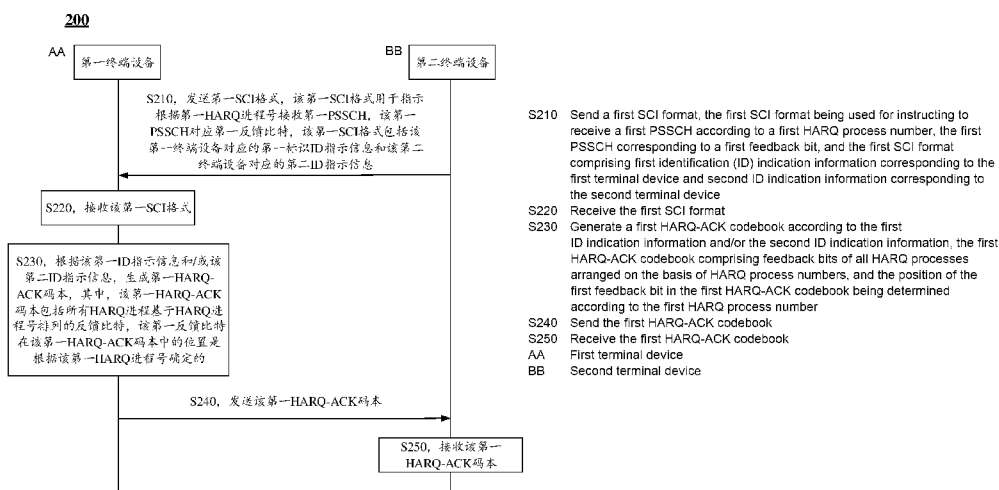 200
AA
第一终端设备
BB
第二终端设备
S210，发送第一SCI格式，该第一SCI格式用于指示
根据第一HARQ进程号接收第一PSSCH，该第一
PSSCH对应第一反馈比特，该第一SCI格式包括该
第一终端设备对应的第一标识ID指示信息和该第二
终端设备对应的第二ID指示信息
S220，接收该第一SCI格式
S230，根据该第一ID指示信息和/或该
第二ID指示信息，生成第一HARQ-
ACK码本，其中，该第一HARQ-ACK
码本包括所有HARQ进程基于HARQ进
程号排列的反馈比特，该第一反馈比特
在该第一HARQ-ACK码本中的位置是
根据该第一HARQ进程号确定的
S240，发送该第一HARQ-ACK码本
S250，接收该第一
HARQ-ACK码本
S210 Send a first SCI format, the first SCI format being used for instructing to
receive a first PSSCH according to a first HARQ process number, the first
PSSCH corresponding to a first feedback bit, and the first SCI format
comprising first identification (ID) indication information corresponding to the
first terminal device and second ID indication information corresponding to
the second terminal device
S220 Receive the first SCI format
S230 Generate a first HARQ-ACK codebook according to the first
ID indication information and/or the second ID indication information, the first
HARQ-ACK codebook comprising feedback bits of all HARQ processes
arranged on the basis of HARQ process numbers, and the position of the
first feedback bit in the first HARQ-ACK codebook being determined
according to the first HARQ process number
S240 Send the first HARQ-ACK codebook
S250 Receive the first HARQ-ACK codebook
AA First terminal device
BB Second terminal device